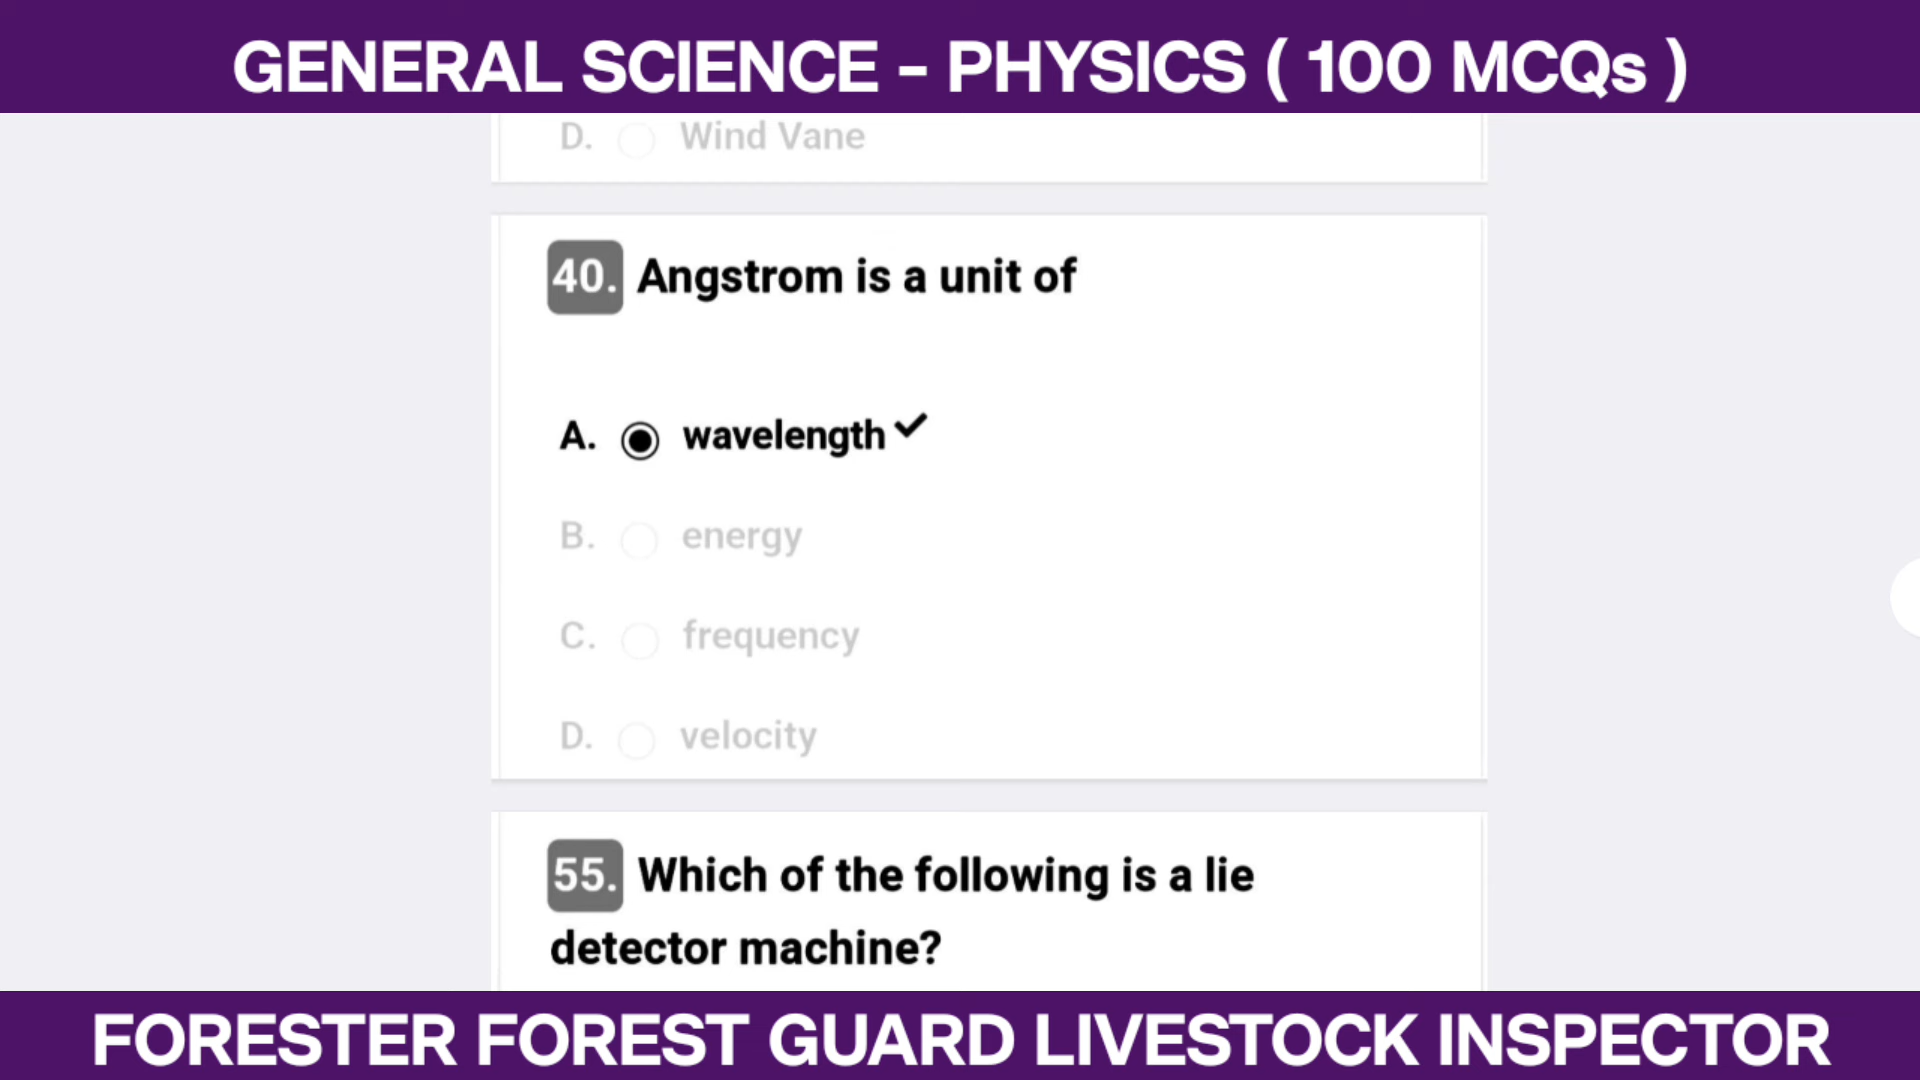 GENERAL SCIENCE - PHYSICS ( 100 MCQs )
D. Wind Vane
40. Angstrom is a unit of
A. wavelength ✔
B. energy
C. frequency
D. velocity
55. Which of the following is a lie
detector machine?
FORESTER FOREST GUARD LIVESTOCK INSPECTOR